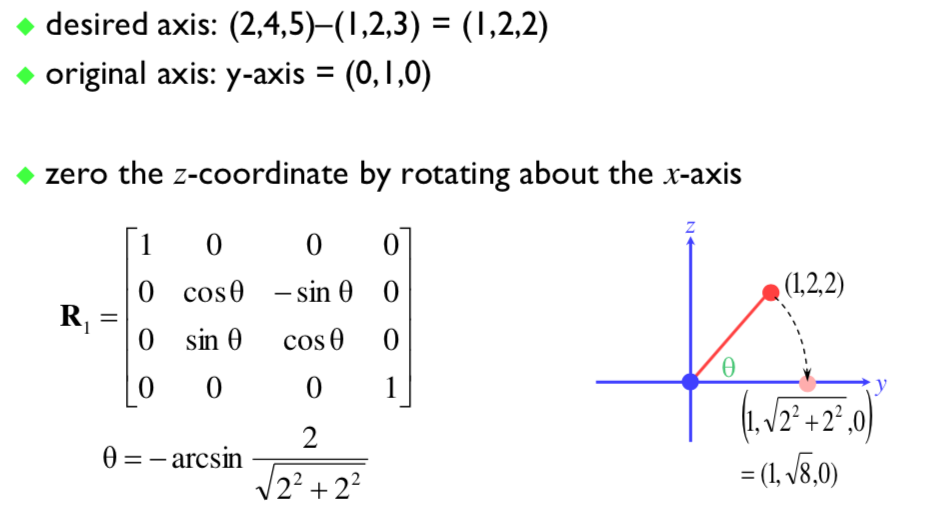 ◆ desired axis: (2,4,5)–(1,2,3) = (1,2,2)
◆ original axis: y-axis = (0,1,0)
◆ zero the z-coordinate by rotating about the x-axis
R₁ =
1 0 0 0
0 cosθ − sin θ 0
0 sin θ cosθ 0
0 0 0 1
θ = − arcsin 2 / √(2² + 2²)
z
(1,2,2)
θ
y
(1, √(2² + 2²) ,0)
= (1, √8,0)